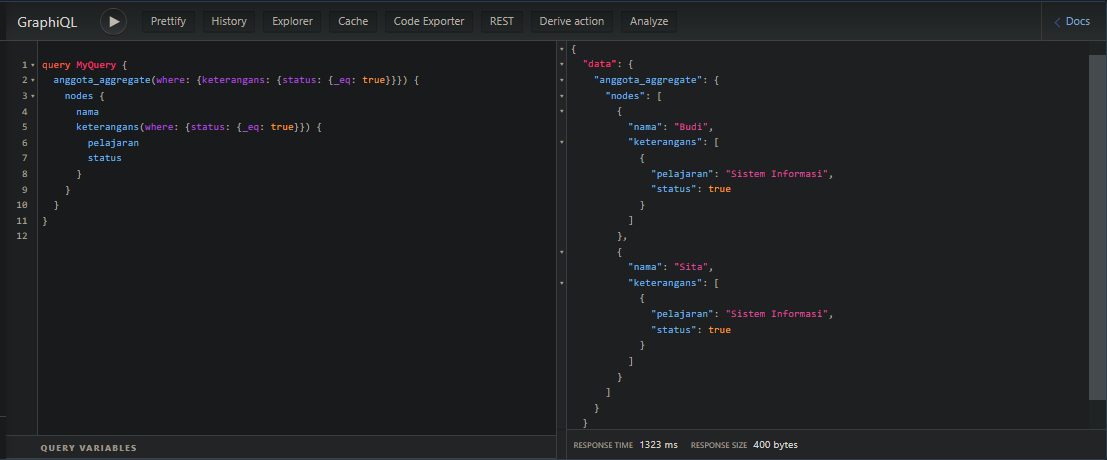 GraphiQL Prettify History Explorer Cache Code Exporter REST Derive action Analyze Docs
1 query MyQuery {
2 anggota_aggregate(where: {keterangans: {status: {_eq: true}}}) {
3 nodes {
4 nama
5 keterangans(where: {status: {_eq: true}}) {
6 pelajaran
7 status
8 }
9 }
10 }
11 }
12
QUERY VARIABLES
{
"data": {
"anggota_aggregate": {
"nodes": [
{
"nama": "Budi",
"keterangans": [
{
"pelajaran": "Sistem Informasi",
"status": true
}
]
},
{
"nama": "Sita",
"keterangans": [
{
"pelajaran": "Sistem Informasi",
"status": true
}
]
}
]
}
}
RESPONSE TIME 1323 ms RESPONSE SIZE 400 bytes